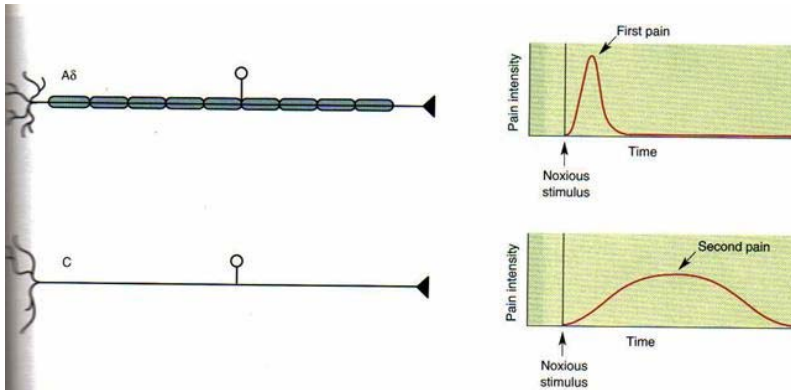 Aδ
First pain
Pain intensity
Time
Noxious
stimulus
C
Second pain
Pain intensity
Time
Noxious
stimulus